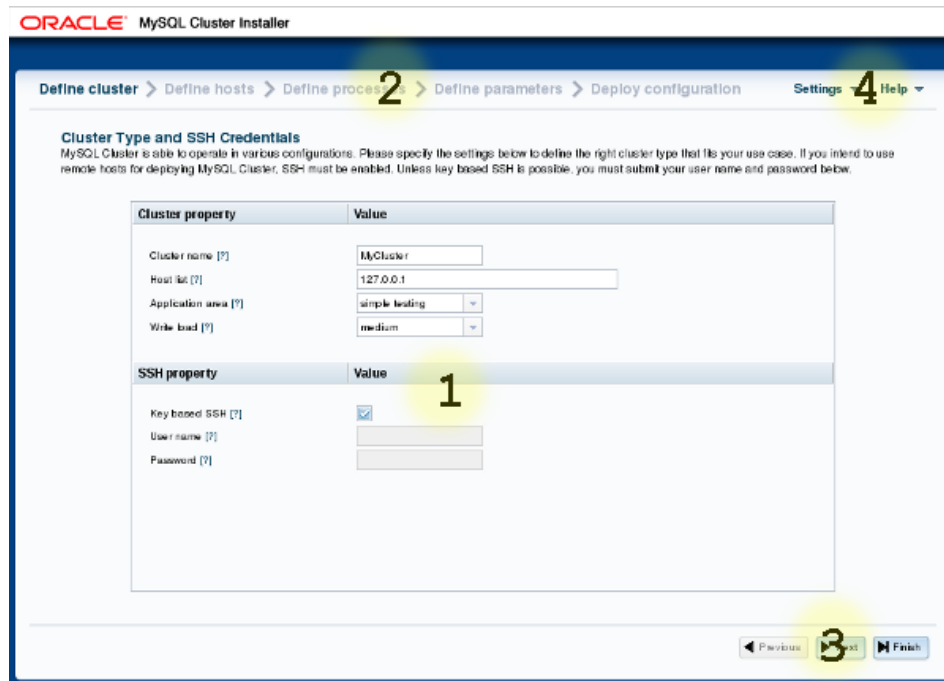 ORACLE MySQL Cluster Installer
Define cluster > Define hosts > Define processes > Define parameters > Deploy configuration Settings Help
2
4
Cluster Type and SSH Credentials
MySQL Cluster is able to operate in various configurations. Please specify the settings below to define the right cluster type that fits your use case. If you intend to use
remote hosts for deploying MySQL Cluster, SSH must be enabled. Unless key based SSH is possible, you must submit your user name and password below.
Cluster property Value
Cluster name [?] MyCluster
Host list [?] 127.0.0.1
Application area [?] simple testing
Write load [?] medium
SSH property Value
1
Key based SSH [?]
User name [?]
Password [?]
Previous Next Finish
3